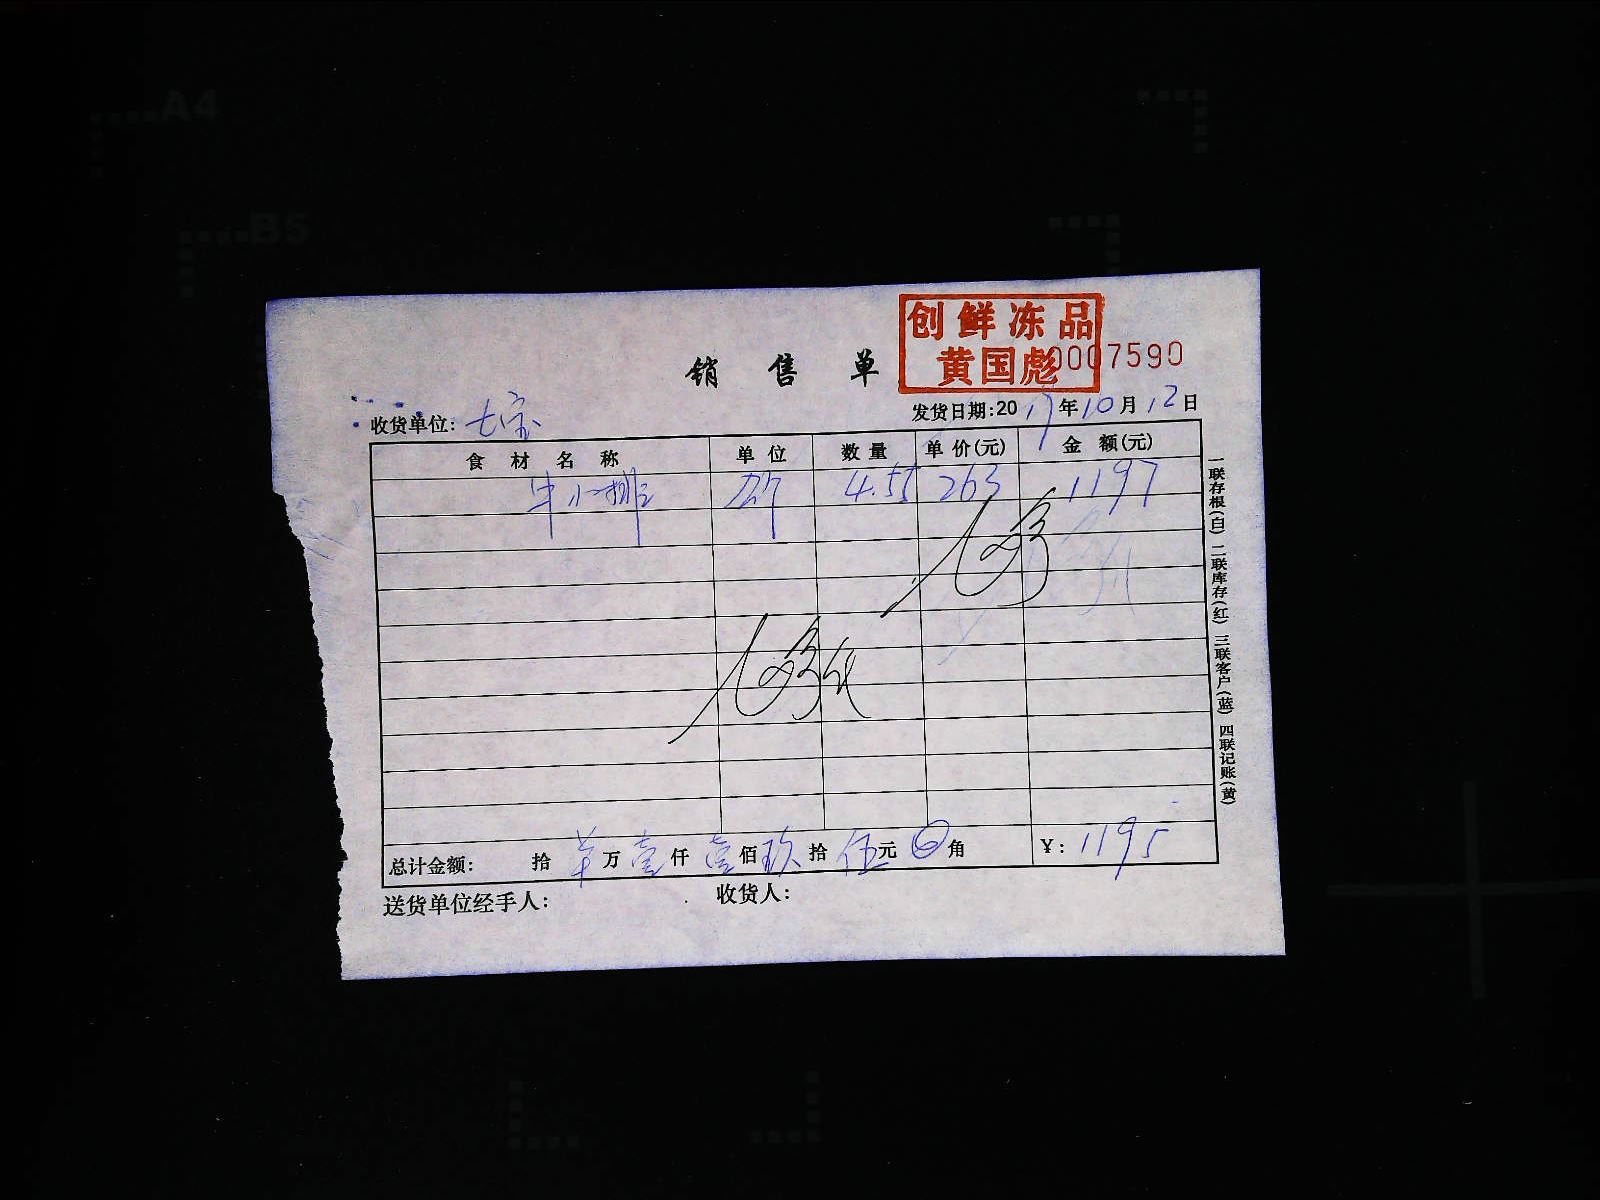 A4
B5
创鲜冻品
黄国彪
销售单 0007590
收货单位: 七宝 发货日期:2017年10月12日
食材名称 单位 数量 单价(元) 金额(元)
牛小排 斤 4.55 263 1197
总计金额: 拾 万壹仟壹佰玖拾伍元 角 ¥: 1195
送货单位经手人: 收货人:
一联存根(白) 二联库存(红) 三联客户(蓝) 四联记账(黄)